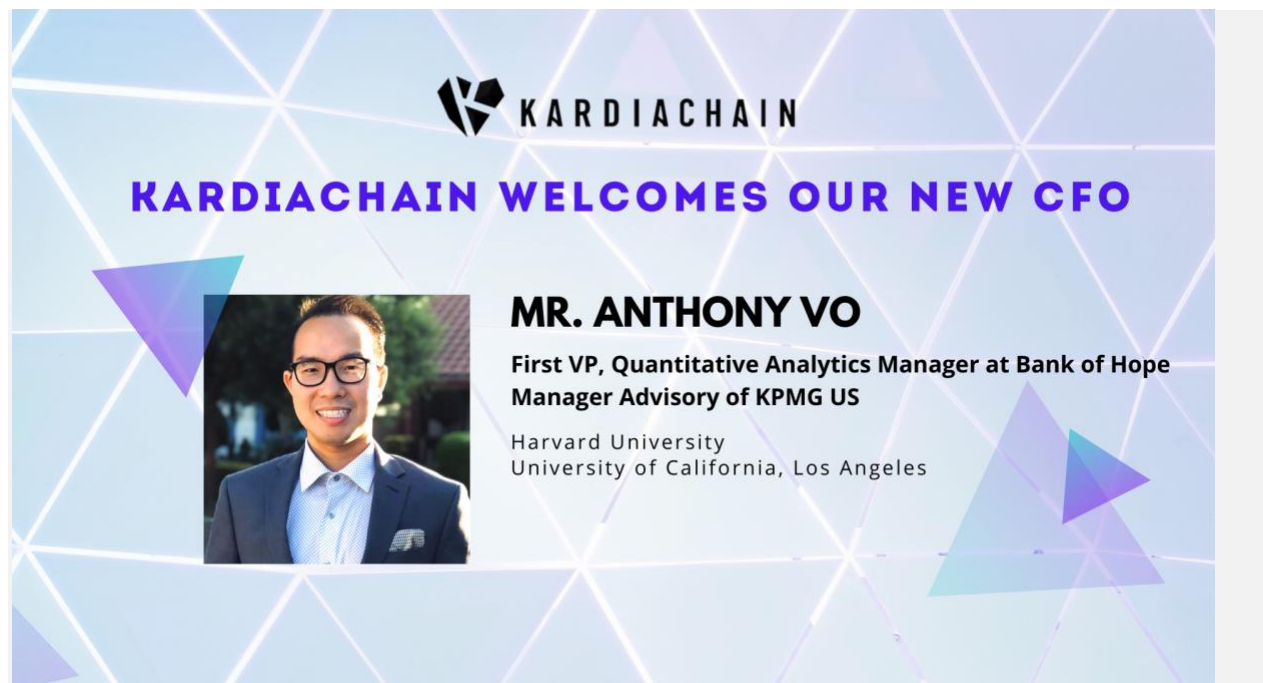 KARDIACHAIN
KARDIACHAIN WELCOMES OUR NEW CFO
MR. ANTHONY VO
First VP, Quantitative Analytics Manager at Bank of Hope
Manager Advisory of KPMG US
Harvard University
University of California, Los Angeles